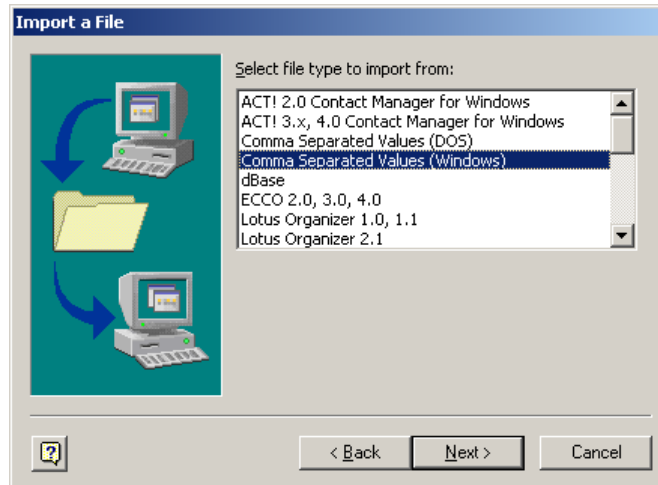 Import a File
Select file type to import from:
ACT! 2.0 Contact Manager for Windows
ACT! 3.x, 4.0 Contact Manager for Windows
Comma Separated Values (DOS)
Comma Separated Values (Windows)
dBase
ECCO 2.0, 3.0, 4.0
Lotus Organizer 1.0, 1.1
Lotus Organizer 2.1
? < Back Next > Cancel